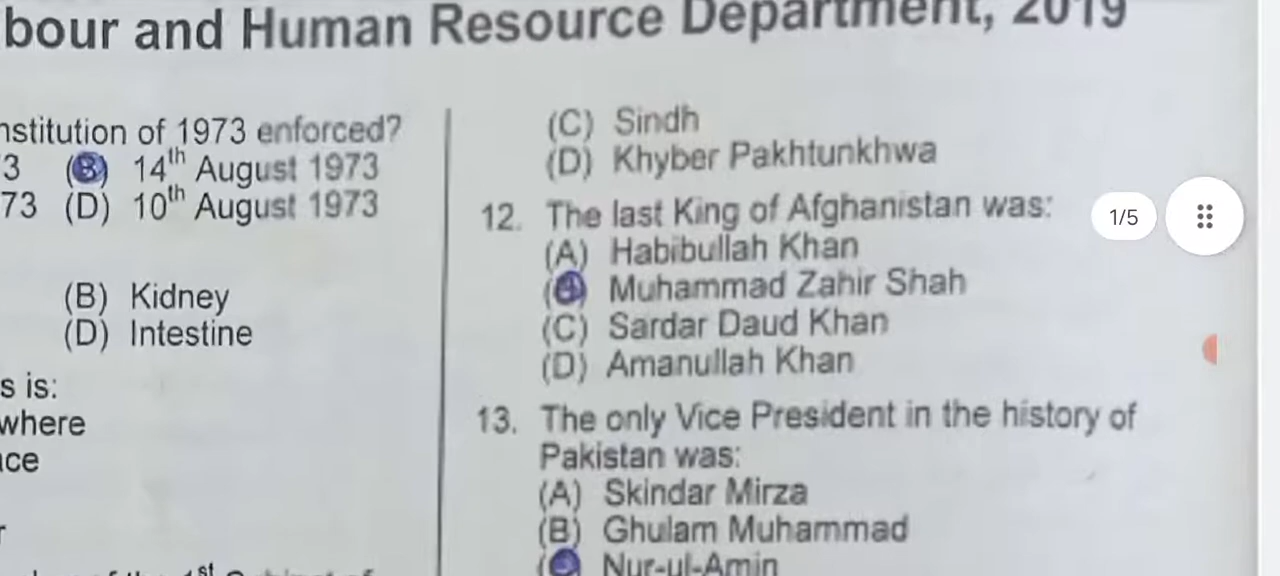 bour and Human Resource Department, 2019
nstitution of 1973 enforced?
3 (B) 14th August 1973
73 (D) 10th August 1973
(B) Kidney
(D) Intestine
s is:
where
ce
r
1st
(C) Sindh
(D) Khyber Pakhtunkhwa
12. The last King of Afghanistan was:
(A) Habibullah Khan
(B) Muhammad Zahir Shah
(C) Sardar Daud Khan
(D) Amanullah Khan
13. The only Vice President in the history of
Pakistan was:
(A) Skindar Mirza
(B) Ghulam Muhammad
Nur-ul-Amin
1/5